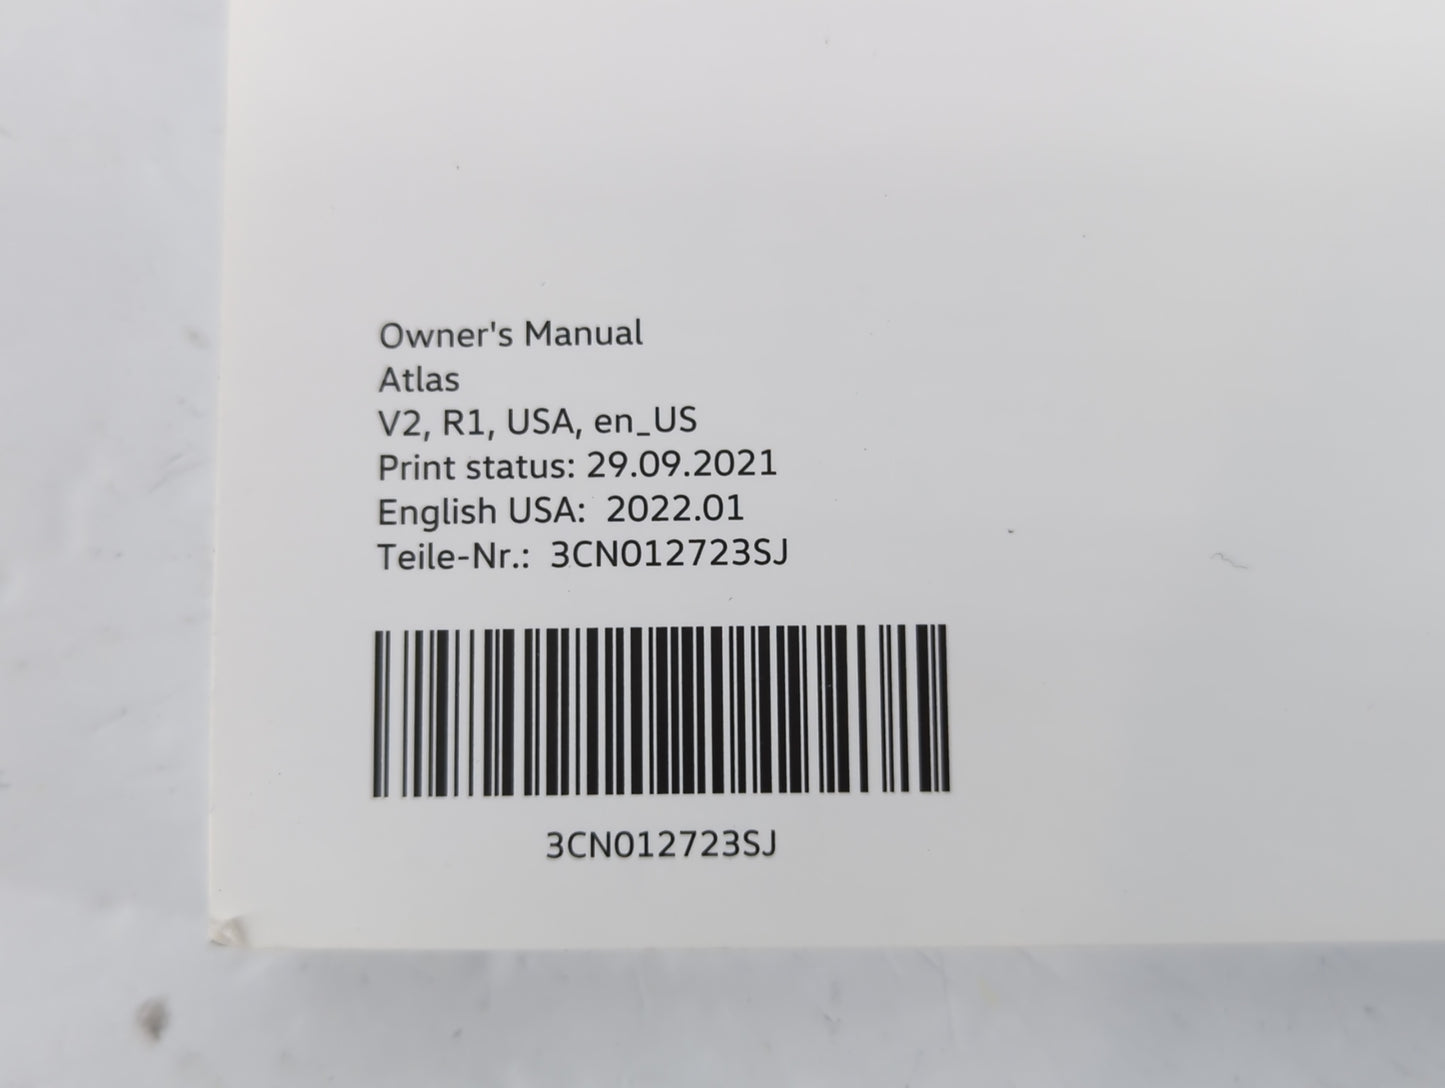 Owner's Manual
Atlas
V2, R1, USA, en_US
Print status: 29.09.2021
English USA: 2022.01
Teile-Nr.: 3CN012723SJ
3CN012723SJ